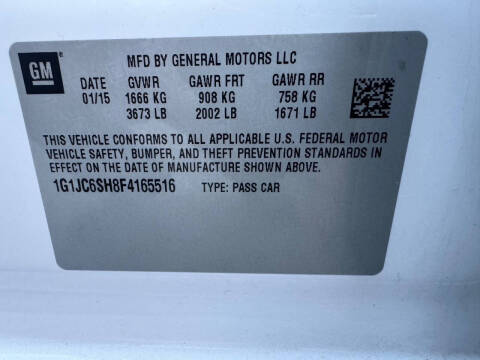 GM
MFD BY GENERAL MOTORS LLC
DATE GVWR GAWR FRT GAWR RR
01/15 1666 KG 908 KG 758 KG
3673 LB 2002 LB 1671 LB
THIS VEHICLE CONFORMS TO ALL APPLICABLE U.S. FEDERAL MOTOR
VEHICLE SAFETY, BUMPER, AND THEFT PREVENTION STANDARDS IN
EFFECT ON THE DATE OF MANUFACTURE SHOWN ABOVE.
1G1JC6SH8F4165516 TYPE: PASS CAR